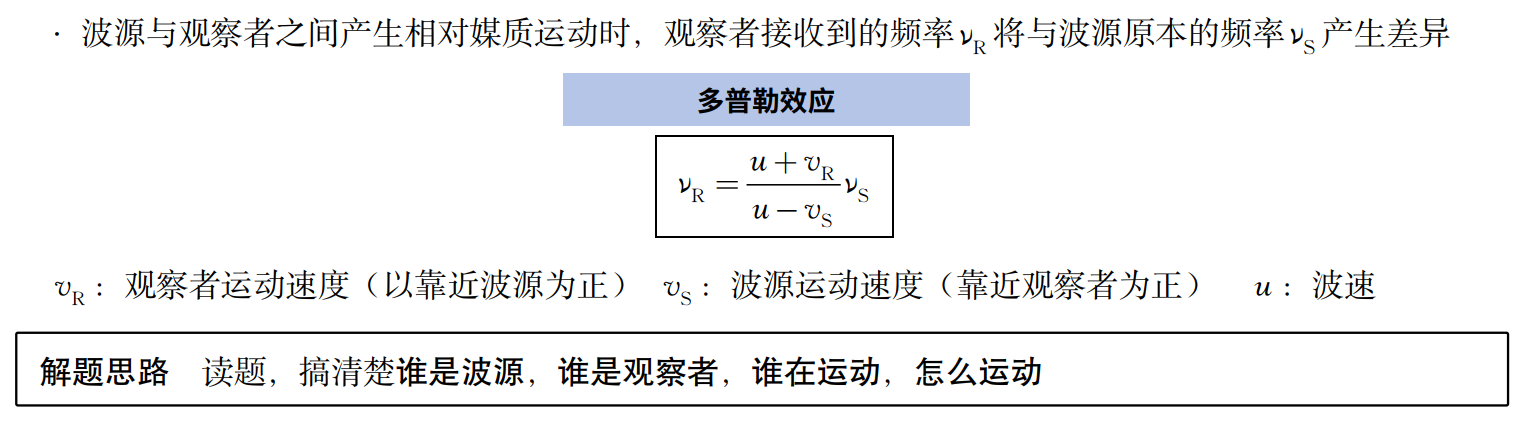 · 波源与观察者之间产生相对媒质运动时，观察者接收到的频率 ν_R 将与波源原本的频率 ν_S 产生差异
多普勒效应
ν_R = \frac{u + v_R}{u − v_S} ν_S
v_R：观察者运动速度（以靠近波源为正） v_S：波源运动速度（靠近观察者为正） u：波速
解题思路 读题，搞清楚谁是波源，谁是观察者，谁在运动，怎么运动